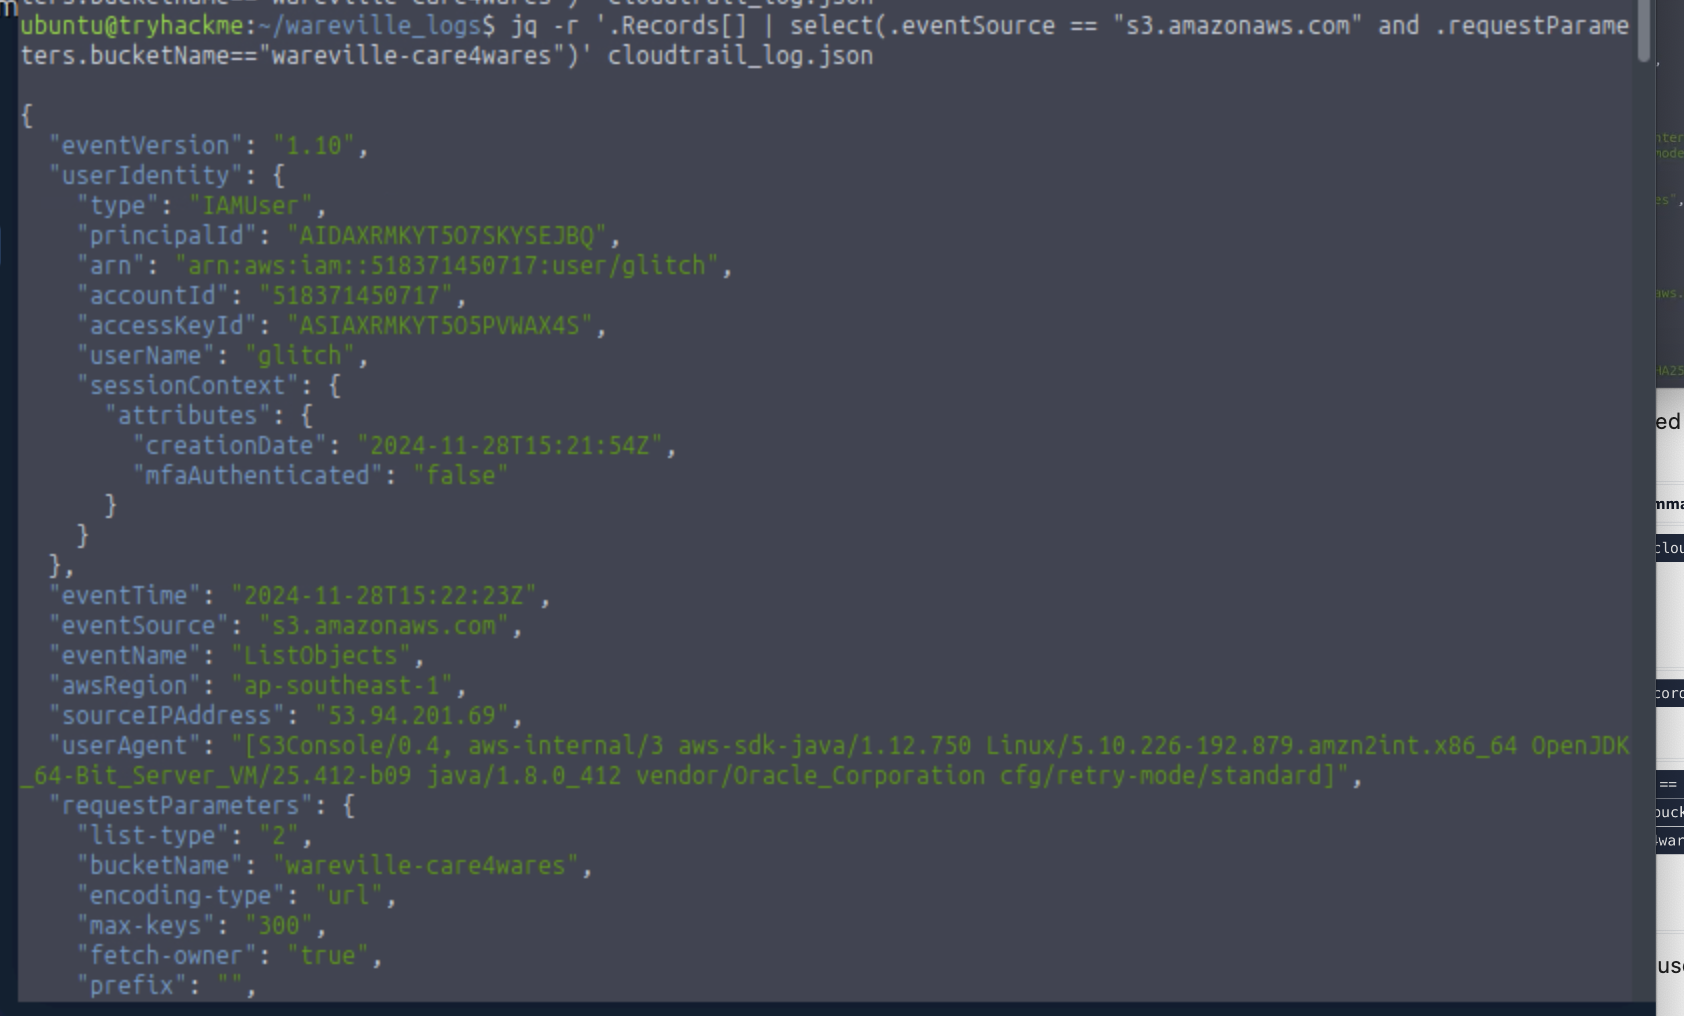 ubuntu@tryhackme:~/wareville_logs$ jq -r '.Records[] | select(.eventSource == "s3.amazonaws.com" and .requestParame
ters.bucketName=="wareville-care4wares")' cloudtrail_log.json
{
  "eventVersion": "1.10",
  "userIdentity": {
    "type": "IAMUser",
    "principalId": "AIDAXRMKYT5O7SKYSEJBQ",
    "arn": "arn:aws:iam::518371450717:user/glitch",
    "accountId": "518371450717",
    "accessKeyId": "ASIAXRMKYT5O5PVWAX4S",
    "userName": "glitch",
    "sessionContext": {
      "attributes": {
        "creationDate": "2024-11-28T15:21:54Z",
        "mfaAuthenticated": "false"
      }
    }
  },
  "eventTime": "2024-11-28T15:22:23Z",
  "eventSource": "s3.amazonaws.com",
  "eventName": "ListObjects",
  "awsRegion": "ap-southeast-1",
  "sourceIPAddress": "53.94.201.69",
  "userAgent": "[S3Console/0.4, aws-internal/3 aws-sdk-java/1.12.750 Linux/5.10.226-192.879.amzn2int.x86_64 OpenJDK
_64-Bit_Server_VM/25.412-b09 java/1.8.0_412 vendor/Oracle_Corporation cfg/retry-mode/standard]",
  "requestParameters": {
    "list-type": "2",
    "bucketName": "wareville-care4wares",
    "encoding-type": "url",
    "max-keys": "300",
    "fetch-owner": "true",
    "prefix": "",